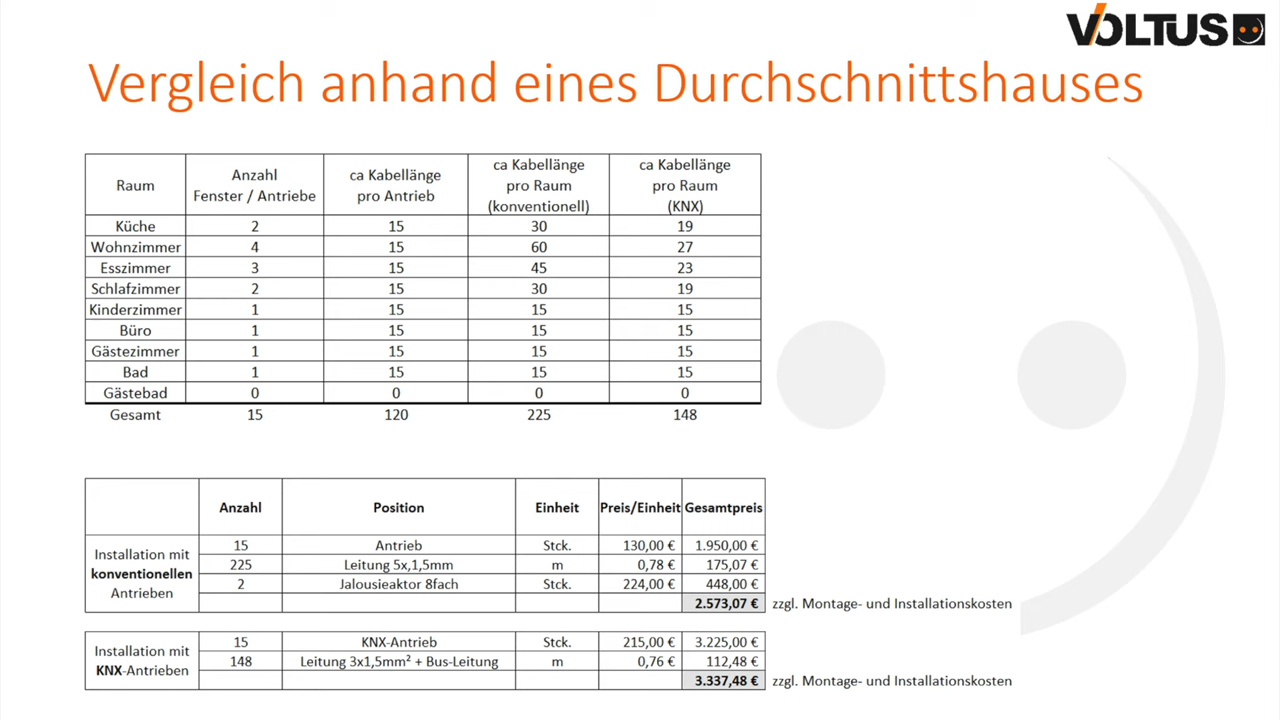 VOLTUS
Vergleich anhand eines Durchschnittshauses
Raum Anzahl Fenster / Antriebe ca Kabellänge pro Antrieb ca Kabellänge pro Raum (konventionell) ca Kabellänge pro Raum (KNX)
Küche 2 15 30 19
Wohnzimmer 4 15 60 27
Esszimmer 3 15 45 23
Schlafzimmer 2 15 30 19
Kinderzimmer 1 15 15 15
Büro 1 15 15 15
Gästezimmer 1 15 15 15
Bad 1 15 15 15
Gästebad 0 0 0 0
Gesamt 15 120 225 148
Anzahl Position Einheit Preis/Einheit Gesamtpreis
Installation mit konventionellen Antrieben
15 Antrieb Stck. 130,00 € 1.950,00 €
225 Leitung 5x,1,5mm m 0,78 € 175,07 €
2 Jalousieaktor 8fach Stck. 224,00 € 448,00 €
2.573,07 € zzgl. Montage- und Installationskosten
Installation mit KNX-Antrieben
15 KNX-Antrieb Stck. 215,00 € 3.225,00 €
148 Leitung 3x1,5mm² + Bus-Leitung m 0,76 € 112,48 €
3.337,48 € zzgl. Montage- und Installationskosten